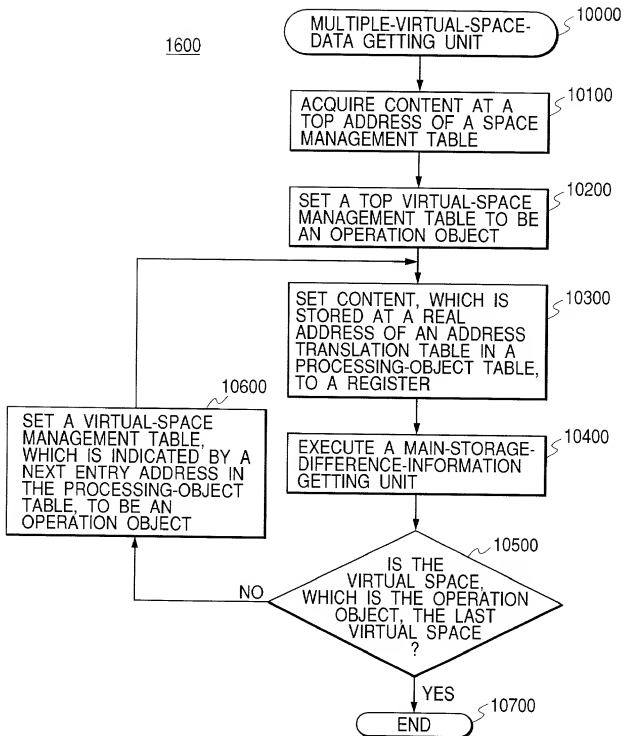 1600
MULTIPLE-VIRTUAL-SPACE-
DATA GETTING UNIT
10000
ACQUIRE CONTENT AT A
TOP ADDRESS OF A SPACE
MANAGEMENT TABLE
10100
SET A TOP VIRTUAL-SPACE
MANAGEMENT TABLE TO BE
AN OPERATION OBJECT
10200
SET CONTENT, WHICH IS
STORED AT A REAL
ADDRESS OF AN ADDRESS
TRANSLATION TABLE IN A
PROCESSING-OBJECT TABLE,
TO A REGISTER
10300
EXECUTE A MAIN-STORAGE-
DIFFERENCE-INFORMATION
GETTING UNIT
10400
IS THE
VIRTUAL SPACE,
WHICH IS THE OPERATION
OBJECT, THE LAST
VIRTUAL SPACE
?
10500
NO
SET A VIRTUAL-SPACE
MANAGEMENT TABLE,
WHICH IS INDICATED BY A
NEXT ENTRY ADDRESS IN
THE PROCESSING-OBJECT
TABLE, TO BE AN
OPERATION OBJECT
10600
YES
END
10700